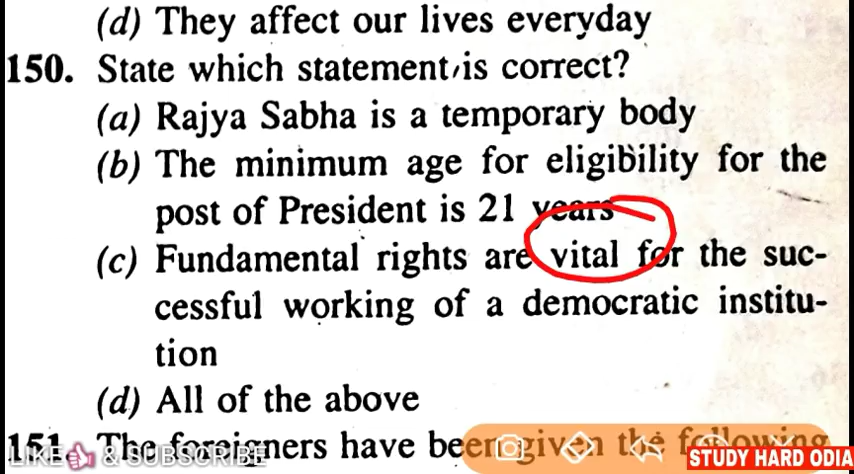 (d) They affect our lives everyday
150. State which statement is correct?
(a) Rajya Sabha is a temporary body
(b) The minimum age for eligibility for the
post of President is 21 years
(c) Fundamental rights are vital for the suc-
cessful working of a democratic institu-
tion
(d) All of the above
151. The foreigners have been given the following
LIKE & SUBSCRIBE
STUDY HARD ODIA